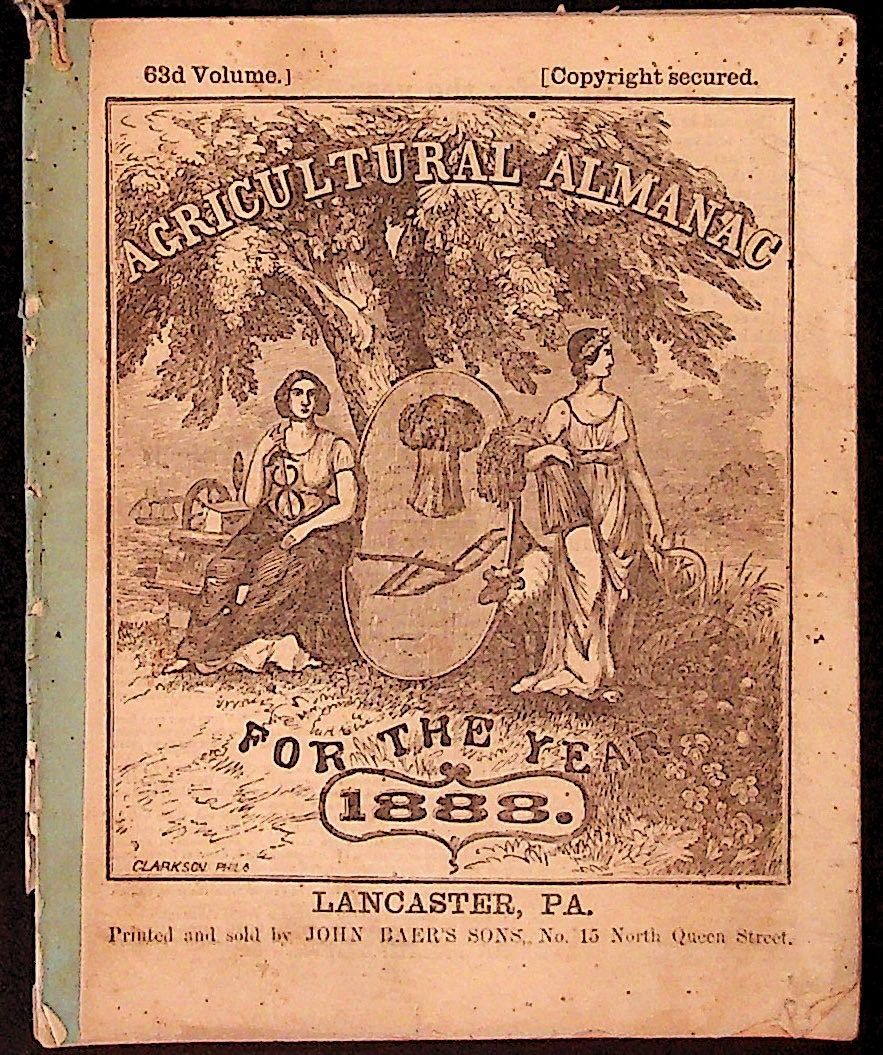 63d Volume.] [Copyright secured.
AGRICULTURAL ALMANAC
FOR THE YEAR
1888.
CLARKSON PHILA
LANCASTER, PA.
Printed and sold by JOHN BAER'S SONS, No. 15 North Queen Street.